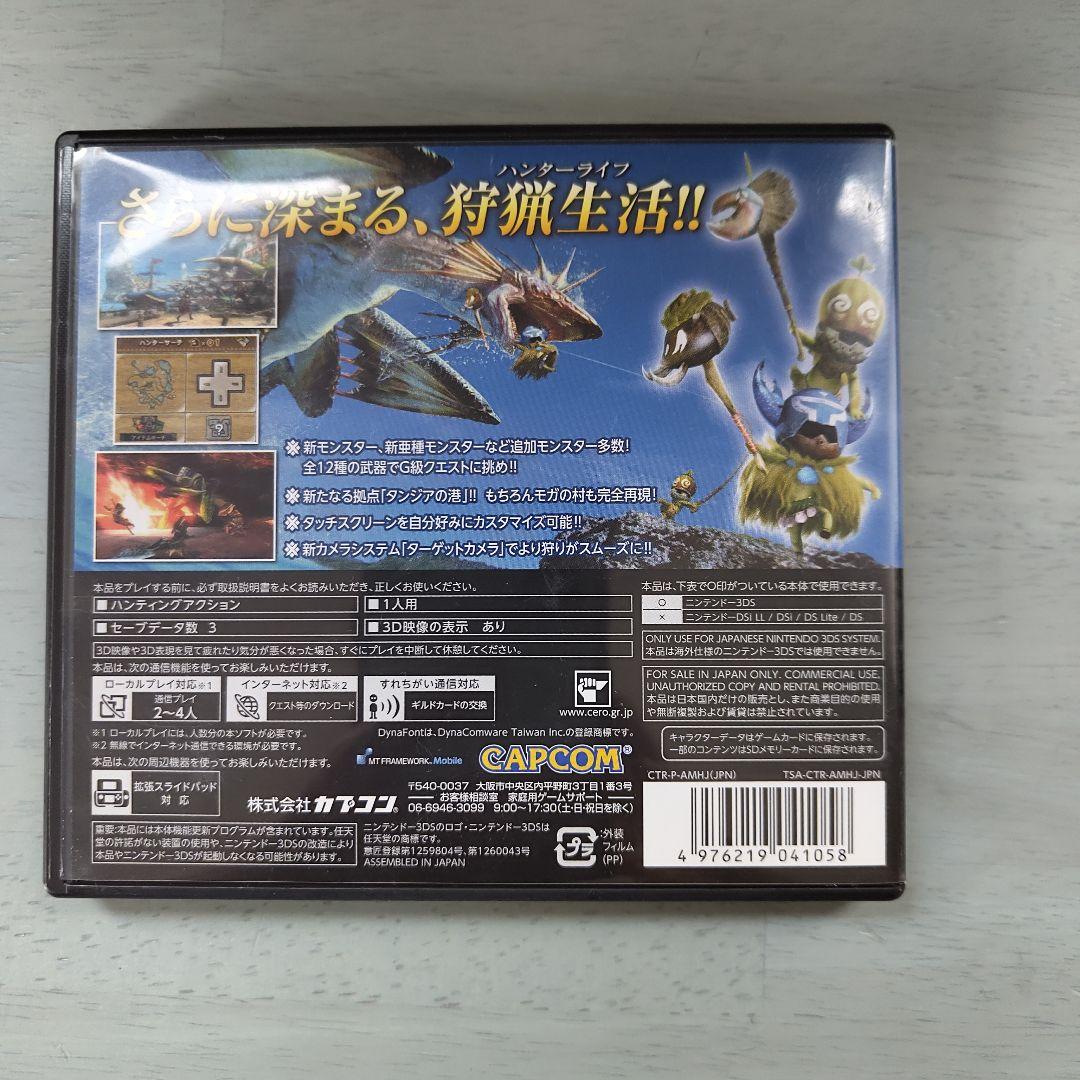 ハンターライフ
さらに深まる、狩猟生活!!
ハンターサーチ
※新モンスター、新亜種モンスターなど追加モンスター多数!
全12種の武器でG級クエストに挑め!!
※新たなる拠点「タンジアの港」!! もちろんモガの村も完全再現!
※タッチスクリーンを自分好みにカスタマイズ可能!!
※新カメラシステム「ターゲットカメラ」でより狩りがスムーズに!!
本品をプレイする前に、必ず取扱説明書をよくお読みいただき、正しくお使いください。
■ハンティングアクション
■1人用
■セーブデータ数 3
■3D映像の表示 あり
3D映像や3D表現を見て疲れたり気分が悪くなった場合、すぐにプレイを中断して休憩してください。
本品は、次の通信機能を使ってお楽しみいただけます。
ローカルプレイ対応※1
通信プレイ
2~4人
インターネット対応※2
クエスト等のダウンロード
すれちがい通信対応
ギルドカードの交換
※1 ローカルプレイには、人数分の本ソフトが必要です。
※2 無線でインターネット通信できる環境が必要です。
本品は、次の周辺機器を使ってお楽しみいただけます。
拡張スライドパッド
対応
www.cero.gr.jp
DynaFontは、DynaComware Taiwan Inc.の登録商標です。
MT FRAMEWORK Mobile
CAPCOM®
株式会社カプコン
〒540-0037 大阪市中央区内平野町3丁目1番3号
お客様相談室 家庭用ゲームサポート
06-6946-3099 9:00~17:30(土・日・祝日を除く)
重要:本品には本体機能更新プログラムが含まれています。任天
堂の許諾がない装置の使用や、ニンテンドー3DSの改造により
本品やニンテンドー3DSが起動しなくなる可能性があります。
ニンテンドー3DSのロゴ・ニンテンドー3DSは
任天堂の商標です。
意匠登録第1259804号、第1260043号
ASSEMBLED IN JAPAN
プラ
:外装
フィルム
(PP)
本品は、下表で○印がついている本体で使用できます。
○ ニンテンドー3DS
× ニンテンドーDSi LL / DSi / DS Lite / DS
ONLY USE FOR JAPANESE NINTENDO 3DS SYSTEM.
本品は海外仕様のニンテンドー3DSでは使用できません。
FOR SALE IN JAPAN ONLY. COMMERCIAL USE,
UNAUTHORIZED COPY AND RENTAL PROHIBITED.
本品は日本国内だけの販売とし、また商業目的の使用
や無断複製および賃貸は禁止されています。
キャラクターデータはゲームカードに保存されます。
一部のコンテンツはSDメモリーカードに保存されます。
CTR-P-AMHJ(JPN) TSA-CTR-AMHJ-JPN
4 976219 041058